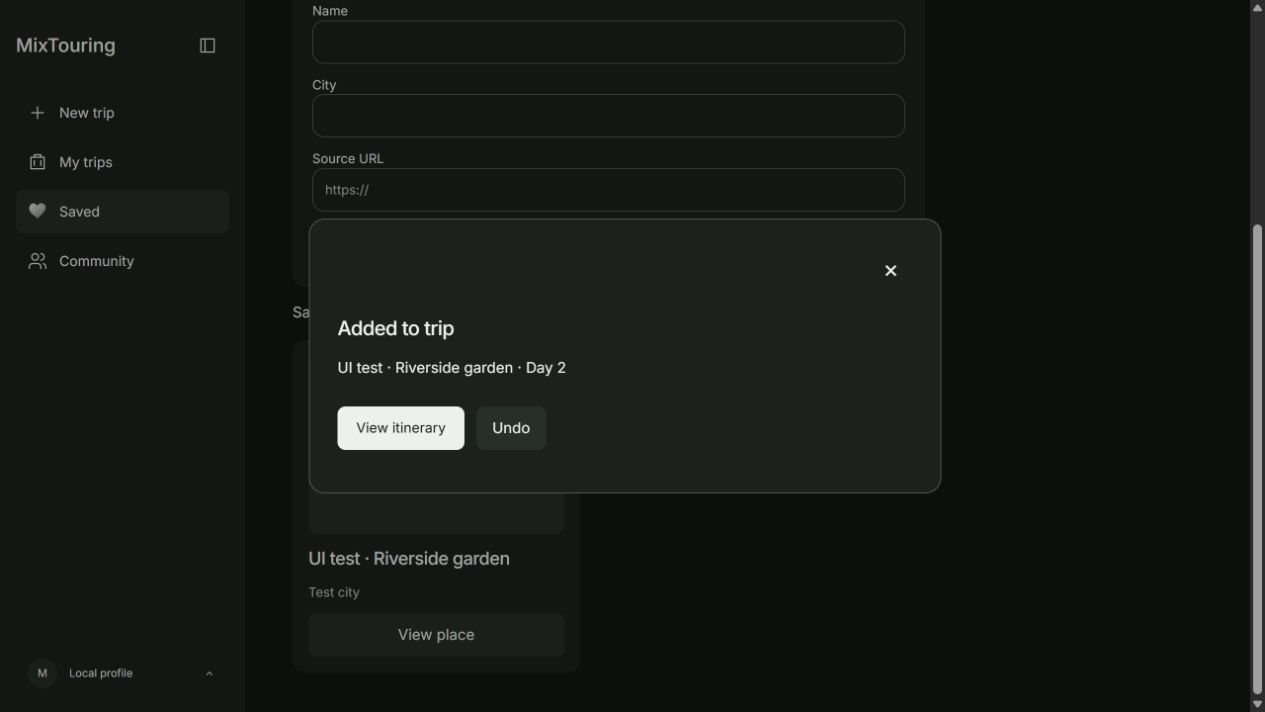 MixTouring
New trip
My trips
Saved
Community
M
Local profile
Name
City
Source URL
https://
Sa
Added to trip
UI test · Riverside garden · Day 2
View itinerary
Undo
UI test · Riverside garden
Test city
View place